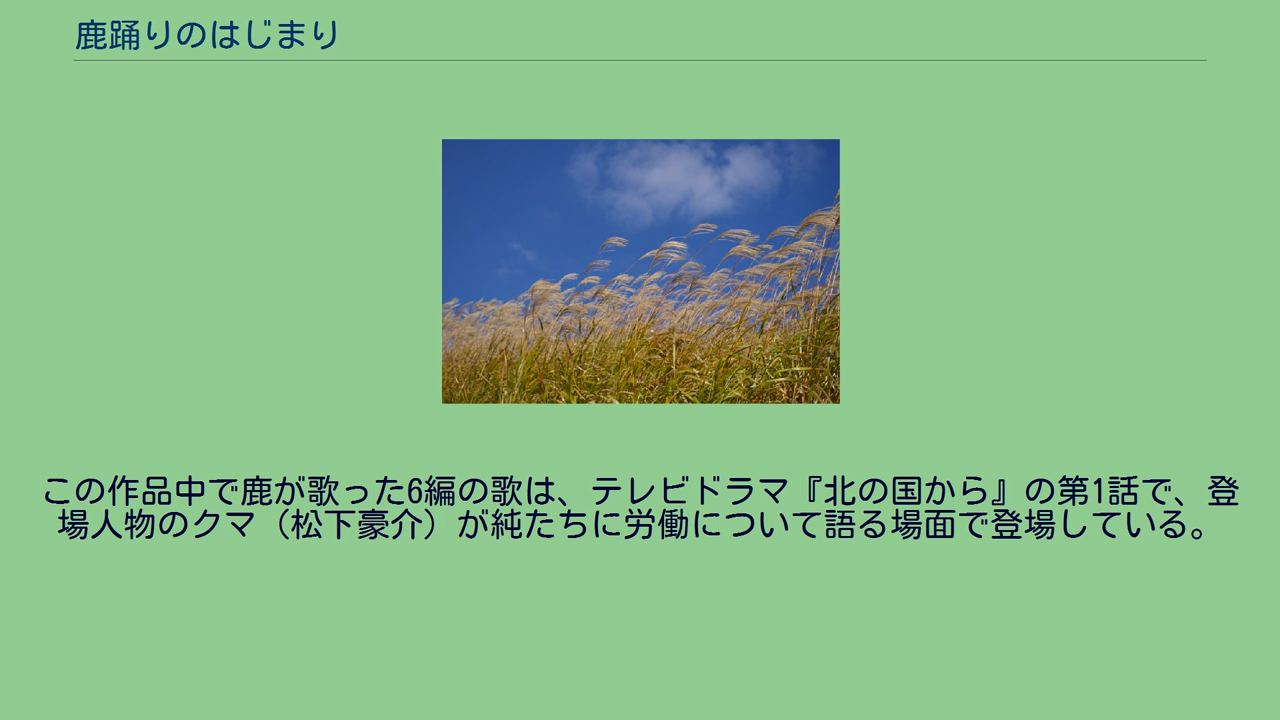 鹿踊りのはじまり
この作品中で鹿が歌った6編の歌は、テレビドラマ『北の国から』の第1話で、登
場人物のクマ（松下豪介）が純たちに労働について語る場面で登場している。